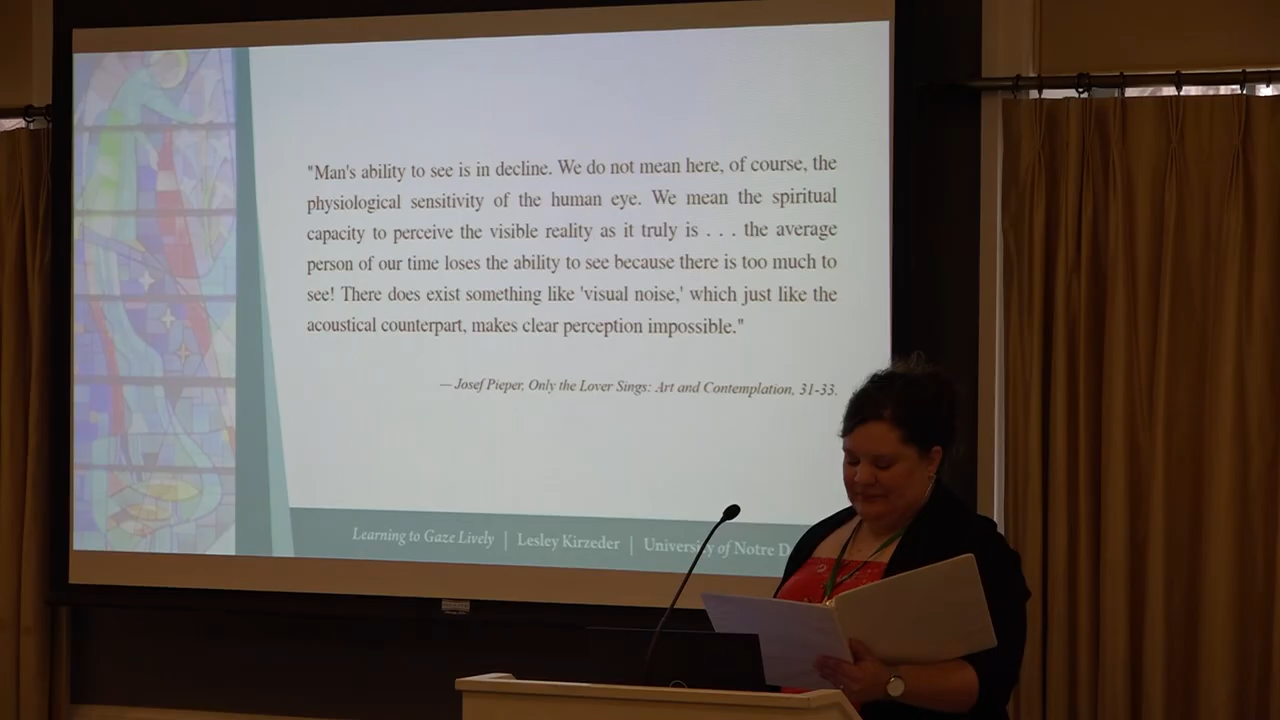 "Man's ability to see is in decline. We do not mean here, of course, the
physiological sensitivity of the human eye. We mean the spiritual
capacity to perceive the visible reality as it truly is . . . the average
person of our time loses the ability to see because there is too much to
see! There does exist something like 'visual noise,' which just like the
acoustical counterpart, makes clear perception impossible."
— Josef Pieper, Only the Lover Sings: Art and Contemplation, 31-33.
Learning to Gaze Lively | Lesley Kirzeder | University of Notre D